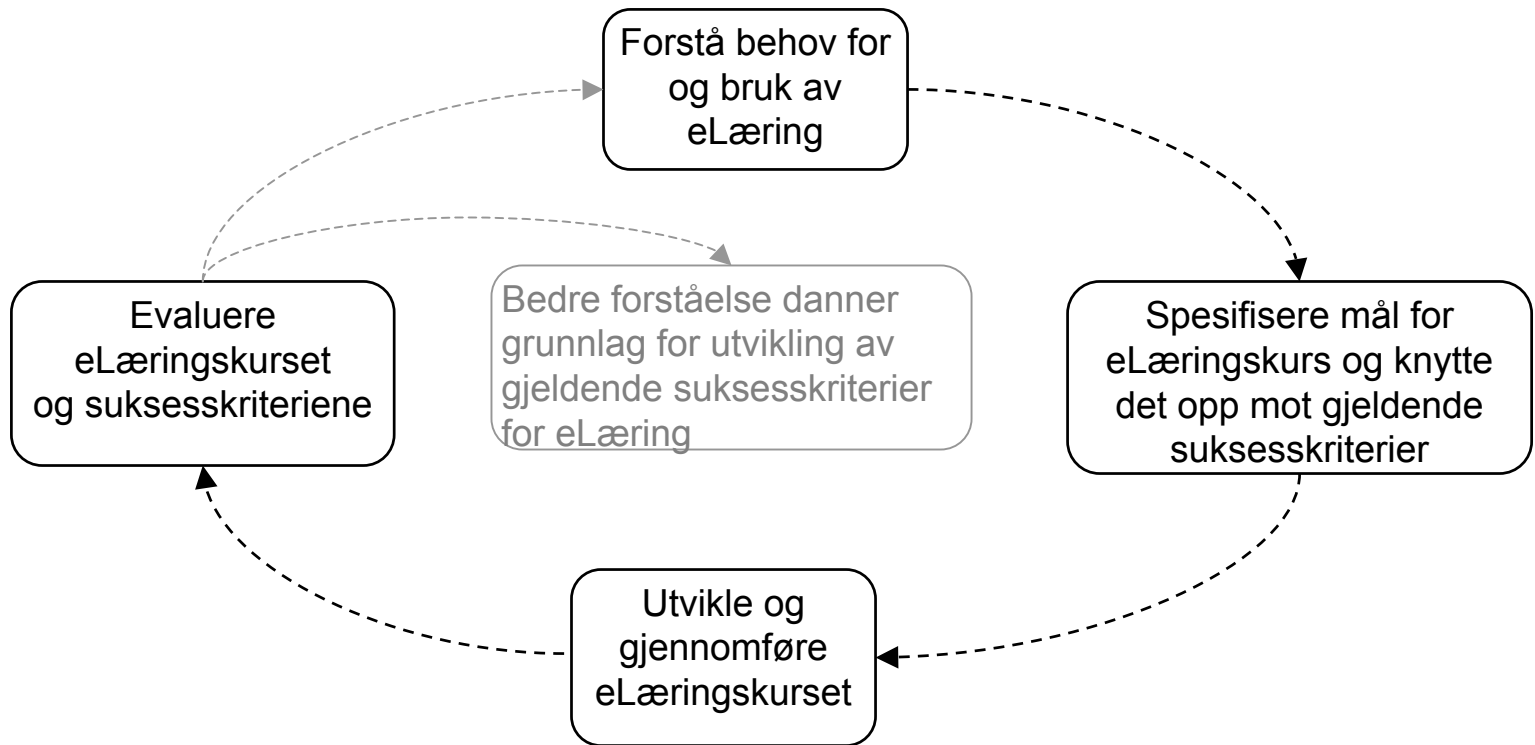 Forstå behov for
og bruk av
eLæring
Evaluere
eLæringskurset
og suksesskriteriene
Bedre forståelse danner
grunnlag for utvikling av
gjeldende suksesskriterier
for eLæring
Spesifisere mål for
eLæringskurs og knytte
det opp mot gjeldende
suksesskriterier
Utvikle og
gjennomføre
eLæringskurset